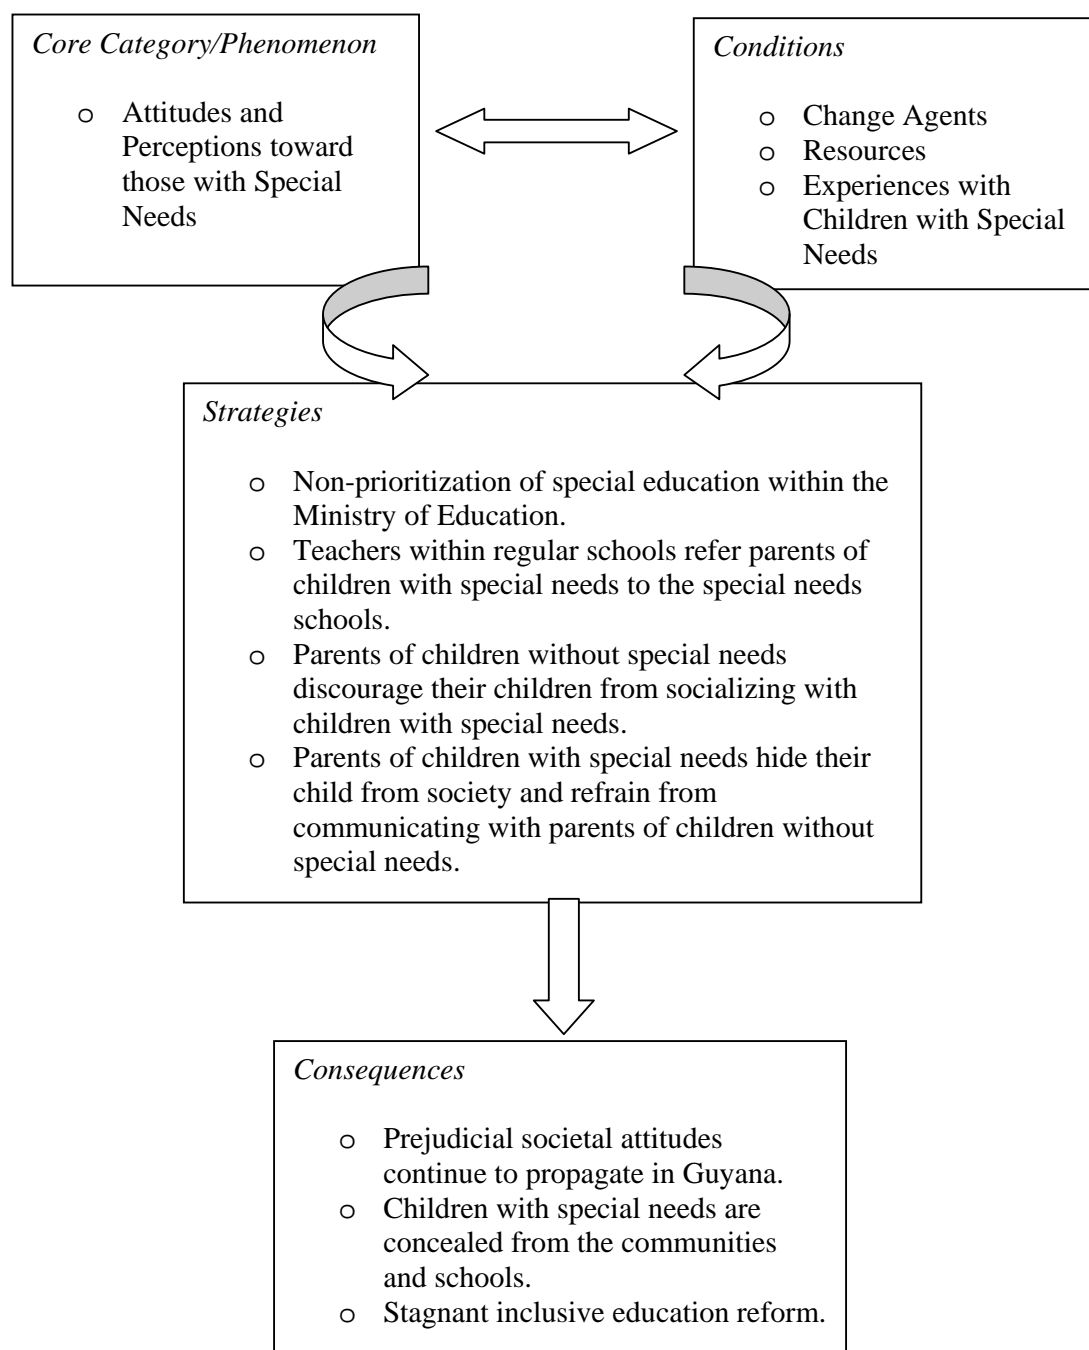 Core Category/Phenomenon
o Attitudes and
Perceptions toward
those with Special
Needs
Conditions
o Change Agents
o Resources
o Experiences with
Children with Special
Needs
Strategies
o Non-prioritization of special education within the
Ministry of Education.
o Teachers within regular schools refer parents of
children with special needs to the special needs
schools.
o Parents of children without special needs
discourage their children from socializing with
children with special needs.
o Parents of children with special needs hide their
child from society and refrain from
communicating with parents of children without
special needs.
Consequences
o Prejudicial societal attitudes
continue to propagate in Guyana.
o Children with special needs are
concealed from the communities
and schools.
o Stagnant inclusive education reform.